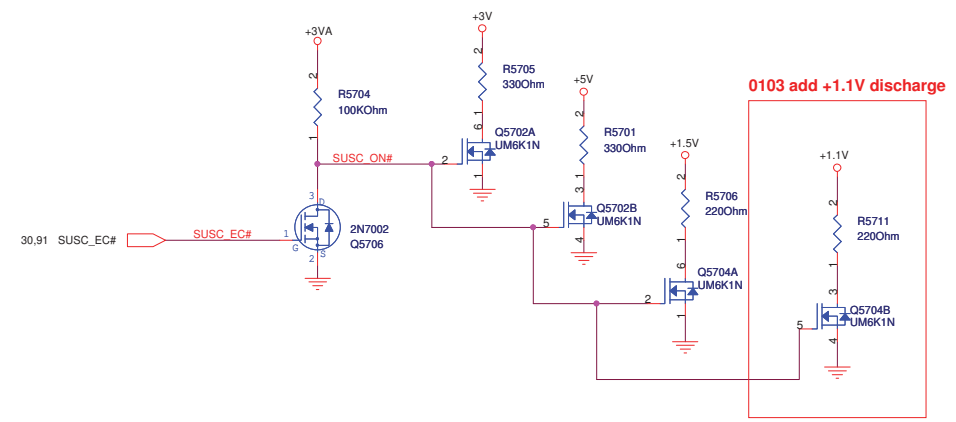 +3VA
2
R5704
100KOhm
1
SUSC_ON#
30,91 SUSC_EC#
SUSC_EC#
1
G
3
D
2
S
2N7002
Q5706
+3V
2
R5705
330Ohm
1
6
Q5702A
UM6K1N
2
1
+5V
2
R5701
330Ohm
1
3
Q5702B
UM6K1N
5
4
+1.5V
2
R5706
220Ohm
1
6
Q5704A
UM6K1N
2
1
0103 add +1.1V discharge
+1.1V
2
R5711
220Ohm
1
3
Q5704B
UM6K1N
5
4